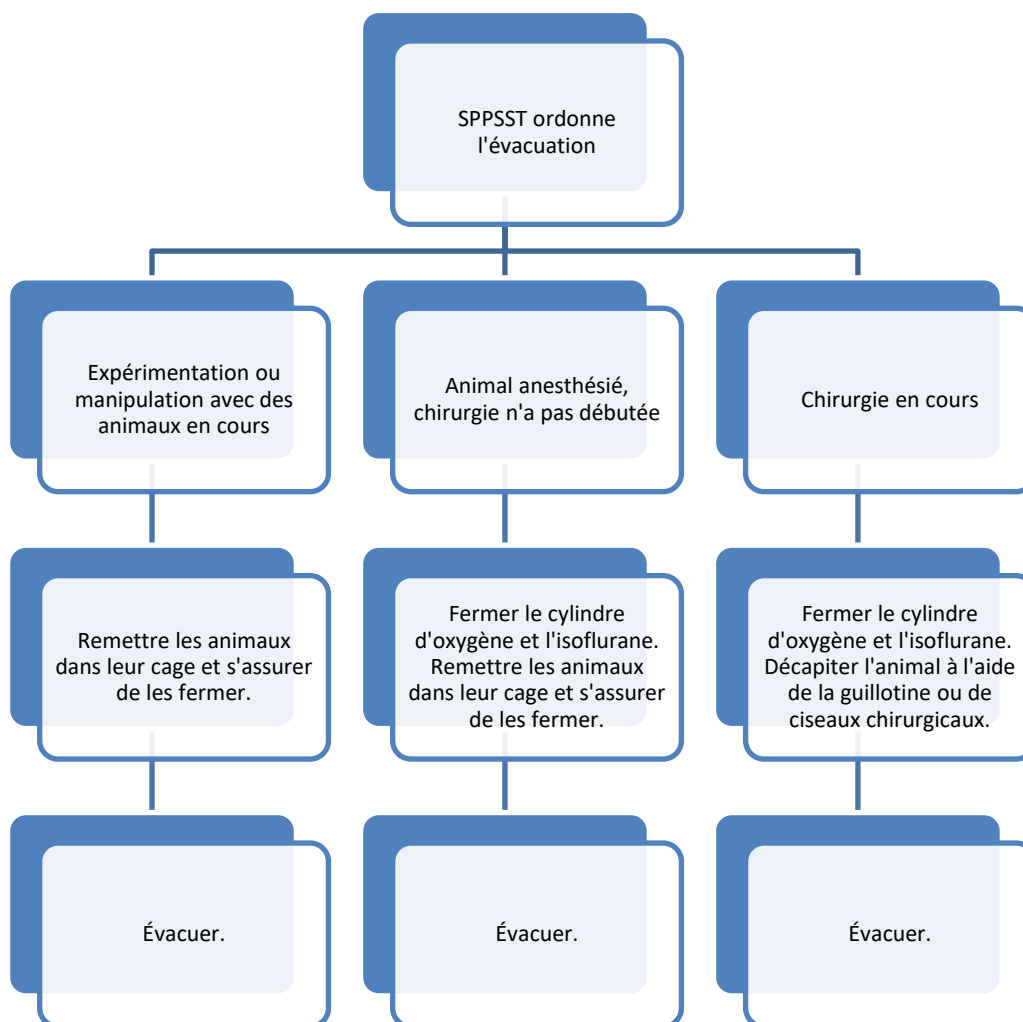 SPPSST ordonne
l'évacuation
Expérimentation ou
manipulation avec des
animaux en cours
Animal anesthésié,
chirurgie n'a pas débutée
Chirurgie en cours
Remettre les animaux
dans leur cage et s'assurer
de les fermer.
Fermer le cylindre
d'oxygène et l'isoflurane.
Remettre les animaux
dans leur cage et s'assurer
de les fermer.
Fermer le cylindre
d'oxygène et l'isoflurane.
Décapiter l'animal à l'aide
de la guillotine ou de
ciseaux chirurgicaux.
Évacuer.
Évacuer.
Évacuer.